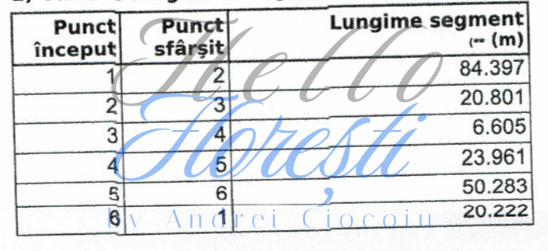 Punct început Punct sfârșit Lungime segment (** (m)
1 2 84.397
2 3 20.801
3 4 6.605
4 5 23.961
5 6 50.283
6 1 20.222
Hello
Florești
by Andrei Ciocoiu